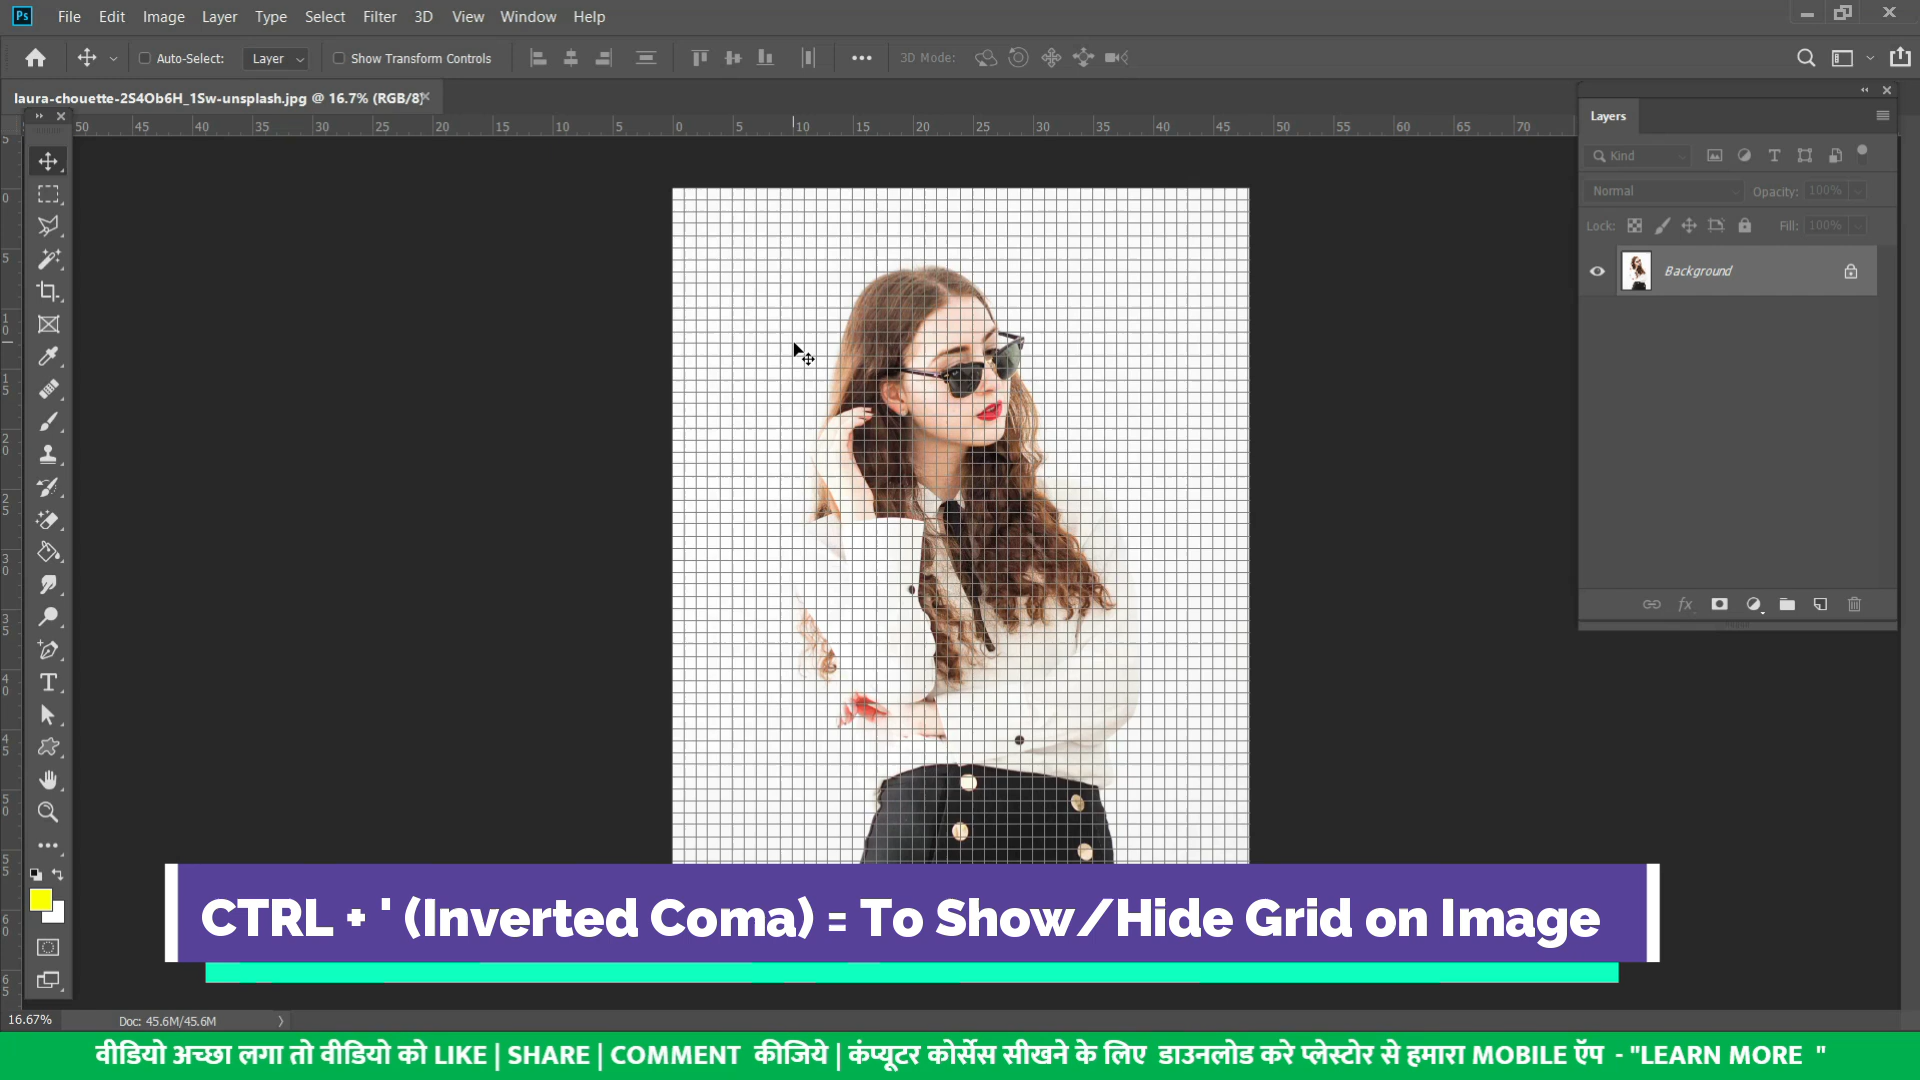 Ps File Edit Image Layer Type Select Filter 3D View Window Help
Auto-Select: Layer Show Transform Controls 3D Mode:
laura-chouette-2S4Ob6H_1Sw-unsplash.jpg @ 16.7% (RGB/8)
50 45 40 35 30 25 20 15 10 5 0 5 10 15 20 25 30 35 40 45 50 55 60 65 70
Layers
Kind
Normal Opacity: 100%
Lock: Fill: 100%
Background
CTRL + ' (Inverted Coma) = To Show/Hide Grid on Image
16.67% Doc: 45.6M/45.6M
वीडियो अच्छा लगा तो वीडियो को LIKE | SHARE | COMMENT कीजिये | कंप्यूटर कोर्सेस सीखने के लिए डाउनलोड करे प्लेस्टोर से हमारा MOBILE ऍप - "LEARN MORE "